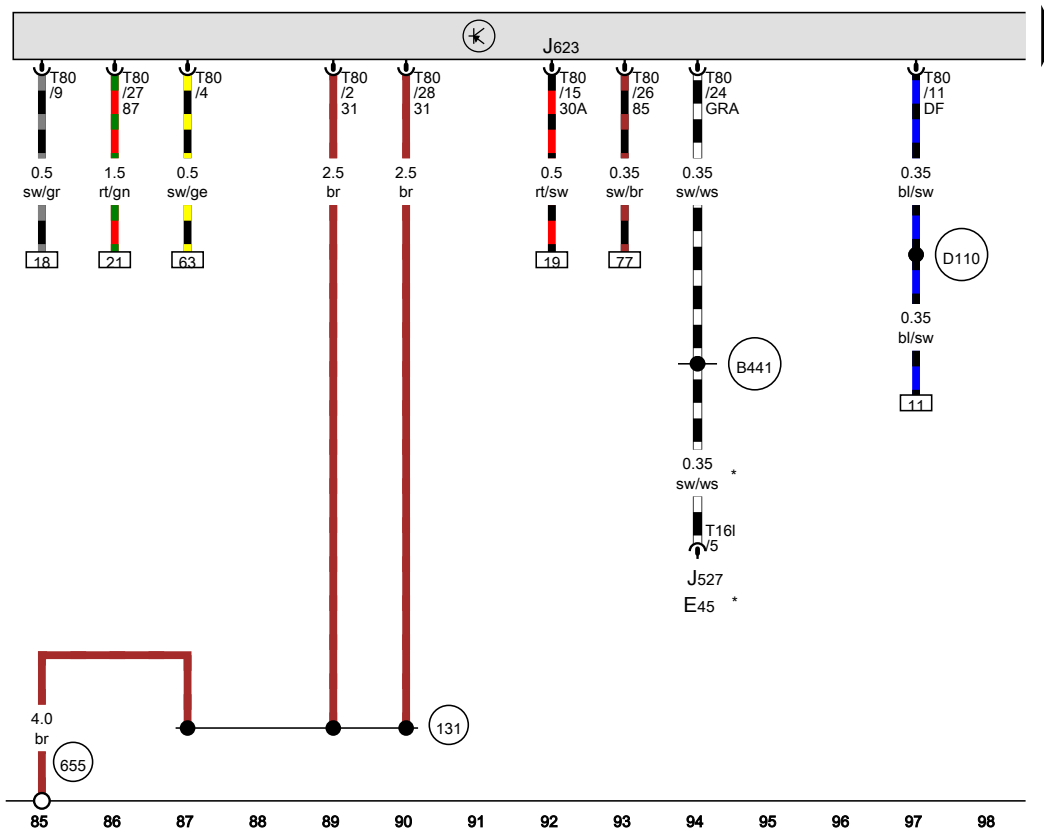 J623
T80 T80 T80 T80 T80 T80 T80 T80 T80
/9 /27 /4 /2 /28 /15 /26 /24 /11
87 31 31 30A 85 GRA DF
0.5 1.5 0.5 2.5 2.5 0.5 0.35 0.35 0.35
sw/gr rt/gn sw/ge br br rt/sw sw/br sw/ws bl/sw
18 21 63 19 77 D110
0.35
bl/sw
B441
11
0.35 *
sw/ws
T16l
/5
J527
E45 *
4.0 131
br
655
85 86 87 88 89 90 91 92 93 94 95 96 97 98